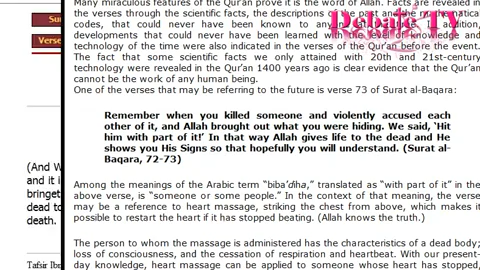 Many miraculous features of the Qur'an prove it is the word of Allah. Facts are revealed in
the verses through the scientific facts, the descriptions of the past and the mathematical
codes, that could never have been known to any
developments that could never have been learned with the level of knowledge and
technology of the time were also indicated in the verses of the Qur'an before the event.
The fact that some scientific facts we only attained with 20th and 21st-century
technology were revealed in the Qur'an 1400 years ago is clear evidence that the Qur'an
cannot be the work of any human being.
One of the verses that may be referring to the future is verse 73 of Surat al-Baqara:
Remember when you killed someone and violently accused each
other of it, and Allah brought out what you were hiding. We said, 'Hit
him with part of it!' In that way Allah gives life to the dead and He
shows you His Signs so that hopefully you will understand. (Surat al-
Baqara, 72-73)
Among the meanings of the Arabic term "biba'diha," translated as "with part of it" in the
above verse, is "someone or some people." In the context of that meaning, the verse
may be a reference to heart massage, striking the chest from above, which makes it
possible to restart the heart if it has stopped beating. (Allah knows the truth.)
The person to whom the massage is administered has the characteristics of a dead body;
loss of consciousness, and the cessation of respiration and heartbeat. With our present-
day knowledge, heart massage can be applied to someone whose heart has stopped,
Su
Verse
(And W
and it i
bringet
dead to
death.
Tafsir Ibn
Rebate TV